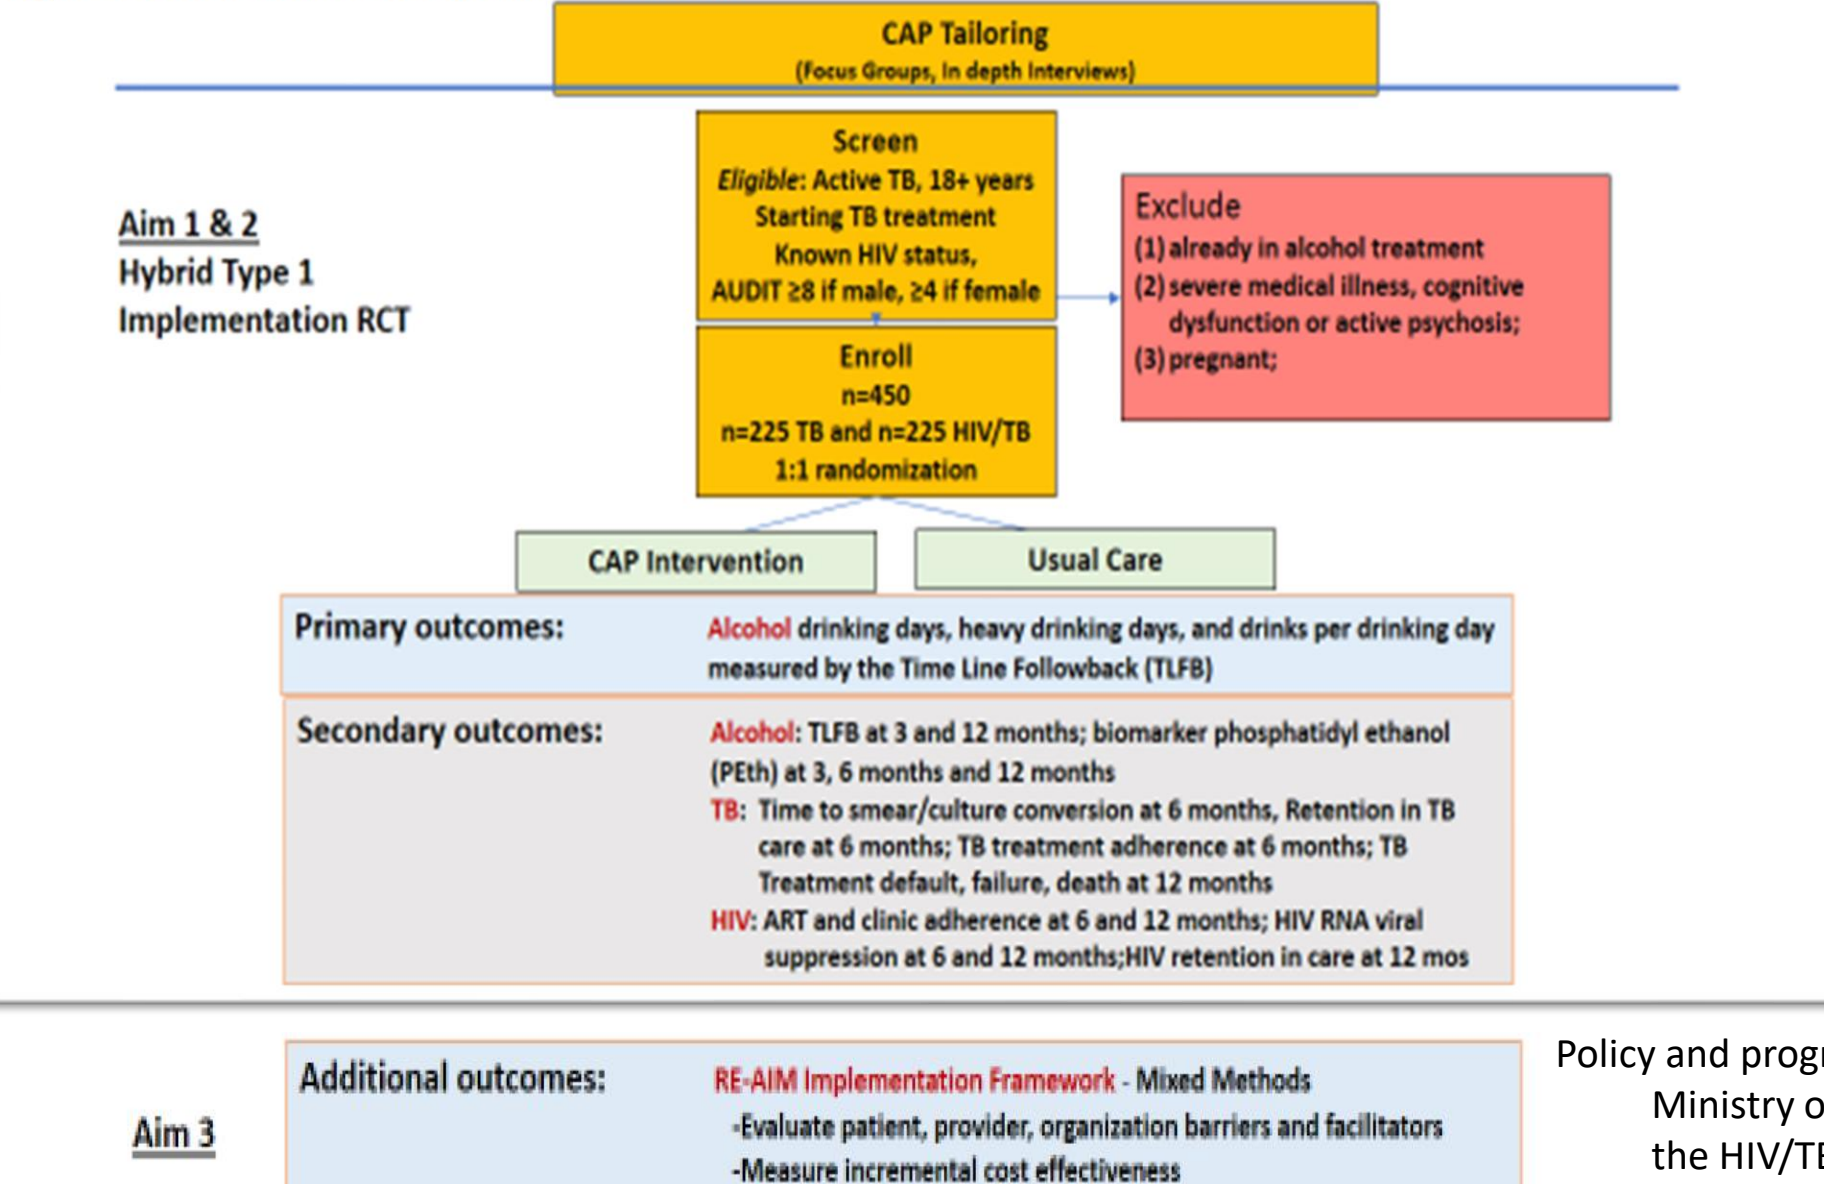 CAP Tailoring
(Focus Groups, In depth Interviews)
Screen
Eligible: Active TB, 18+ years
Starting TB treatment
Known HIV status,
AUDIT ≥8 if male, ≥4 if female
Aim 1 & 2
Hybrid Type 1
Implementation RCT
Exclude
(1) already in alcohol treatment
(2) severe medical illness, cognitive
dysfunction or active psychosis;
(3) pregnant;
Enroll
n=450
n=225 TB and n=225 HIV/TB
1:1 randomization
CAP Intervention
Usual Care
Primary outcomes:
Alcohol drinking days, heavy drinking days, and drinks per drinking day
measured by the Time Line Followback (TLFB)
Secondary outcomes:
Alcohol: TLFB at 3 and 12 months; biomarker phosphatidyl ethanol
(PEth) at 3, 6 months and 12 months
TB: Time to smear/culture conversion at 6 months, Retention in TB
care at 6 months; TB treatment adherence at 6 months; TB
Treatment default, failure, death at 12 months
HIV: ART and clinic adherence at 6 and 12 months; HIV RNA viral
suppression at 6 and 12 months;HIV retention in care at 12 mos
Aim 3
Additional outcomes:
RE-AIM Implementation Framework - Mixed Methods
-Evaluate patient, provider, organization barriers and facilitators
-Measure incremental cost effectiveness
Policy and
Ministry
the